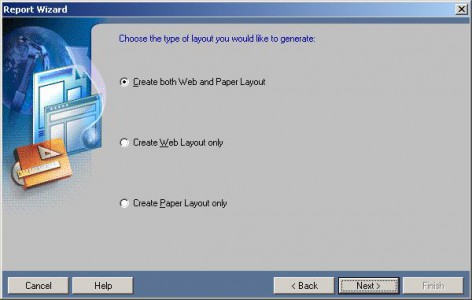 Report Wizard
Choose the type of layout you would like to generate:
Create both Web and Paper Layout
Create Web Layout only
Create Paper Layout only
Cancel
Help
< Back
Next >
Finish